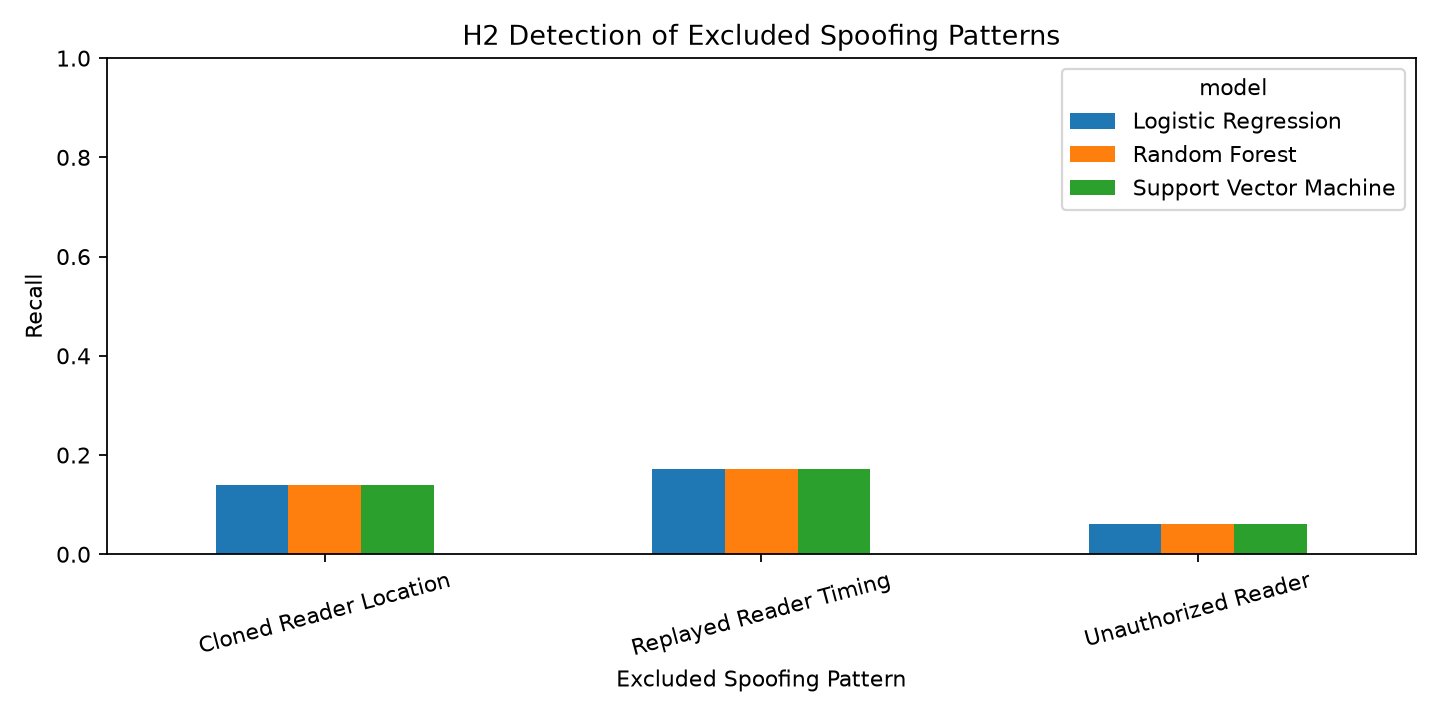 H2 Detection of Excluded Spoofing Patterns
model
Logistic Regression
Random Forest
Support Vector Machine
Recall
1.0
0.8
0.6
0.4
0.2
0.0
Cloned Reader Location
Replayed Reader Timing
Unauthorized Reader
Excluded Spoofing Pattern